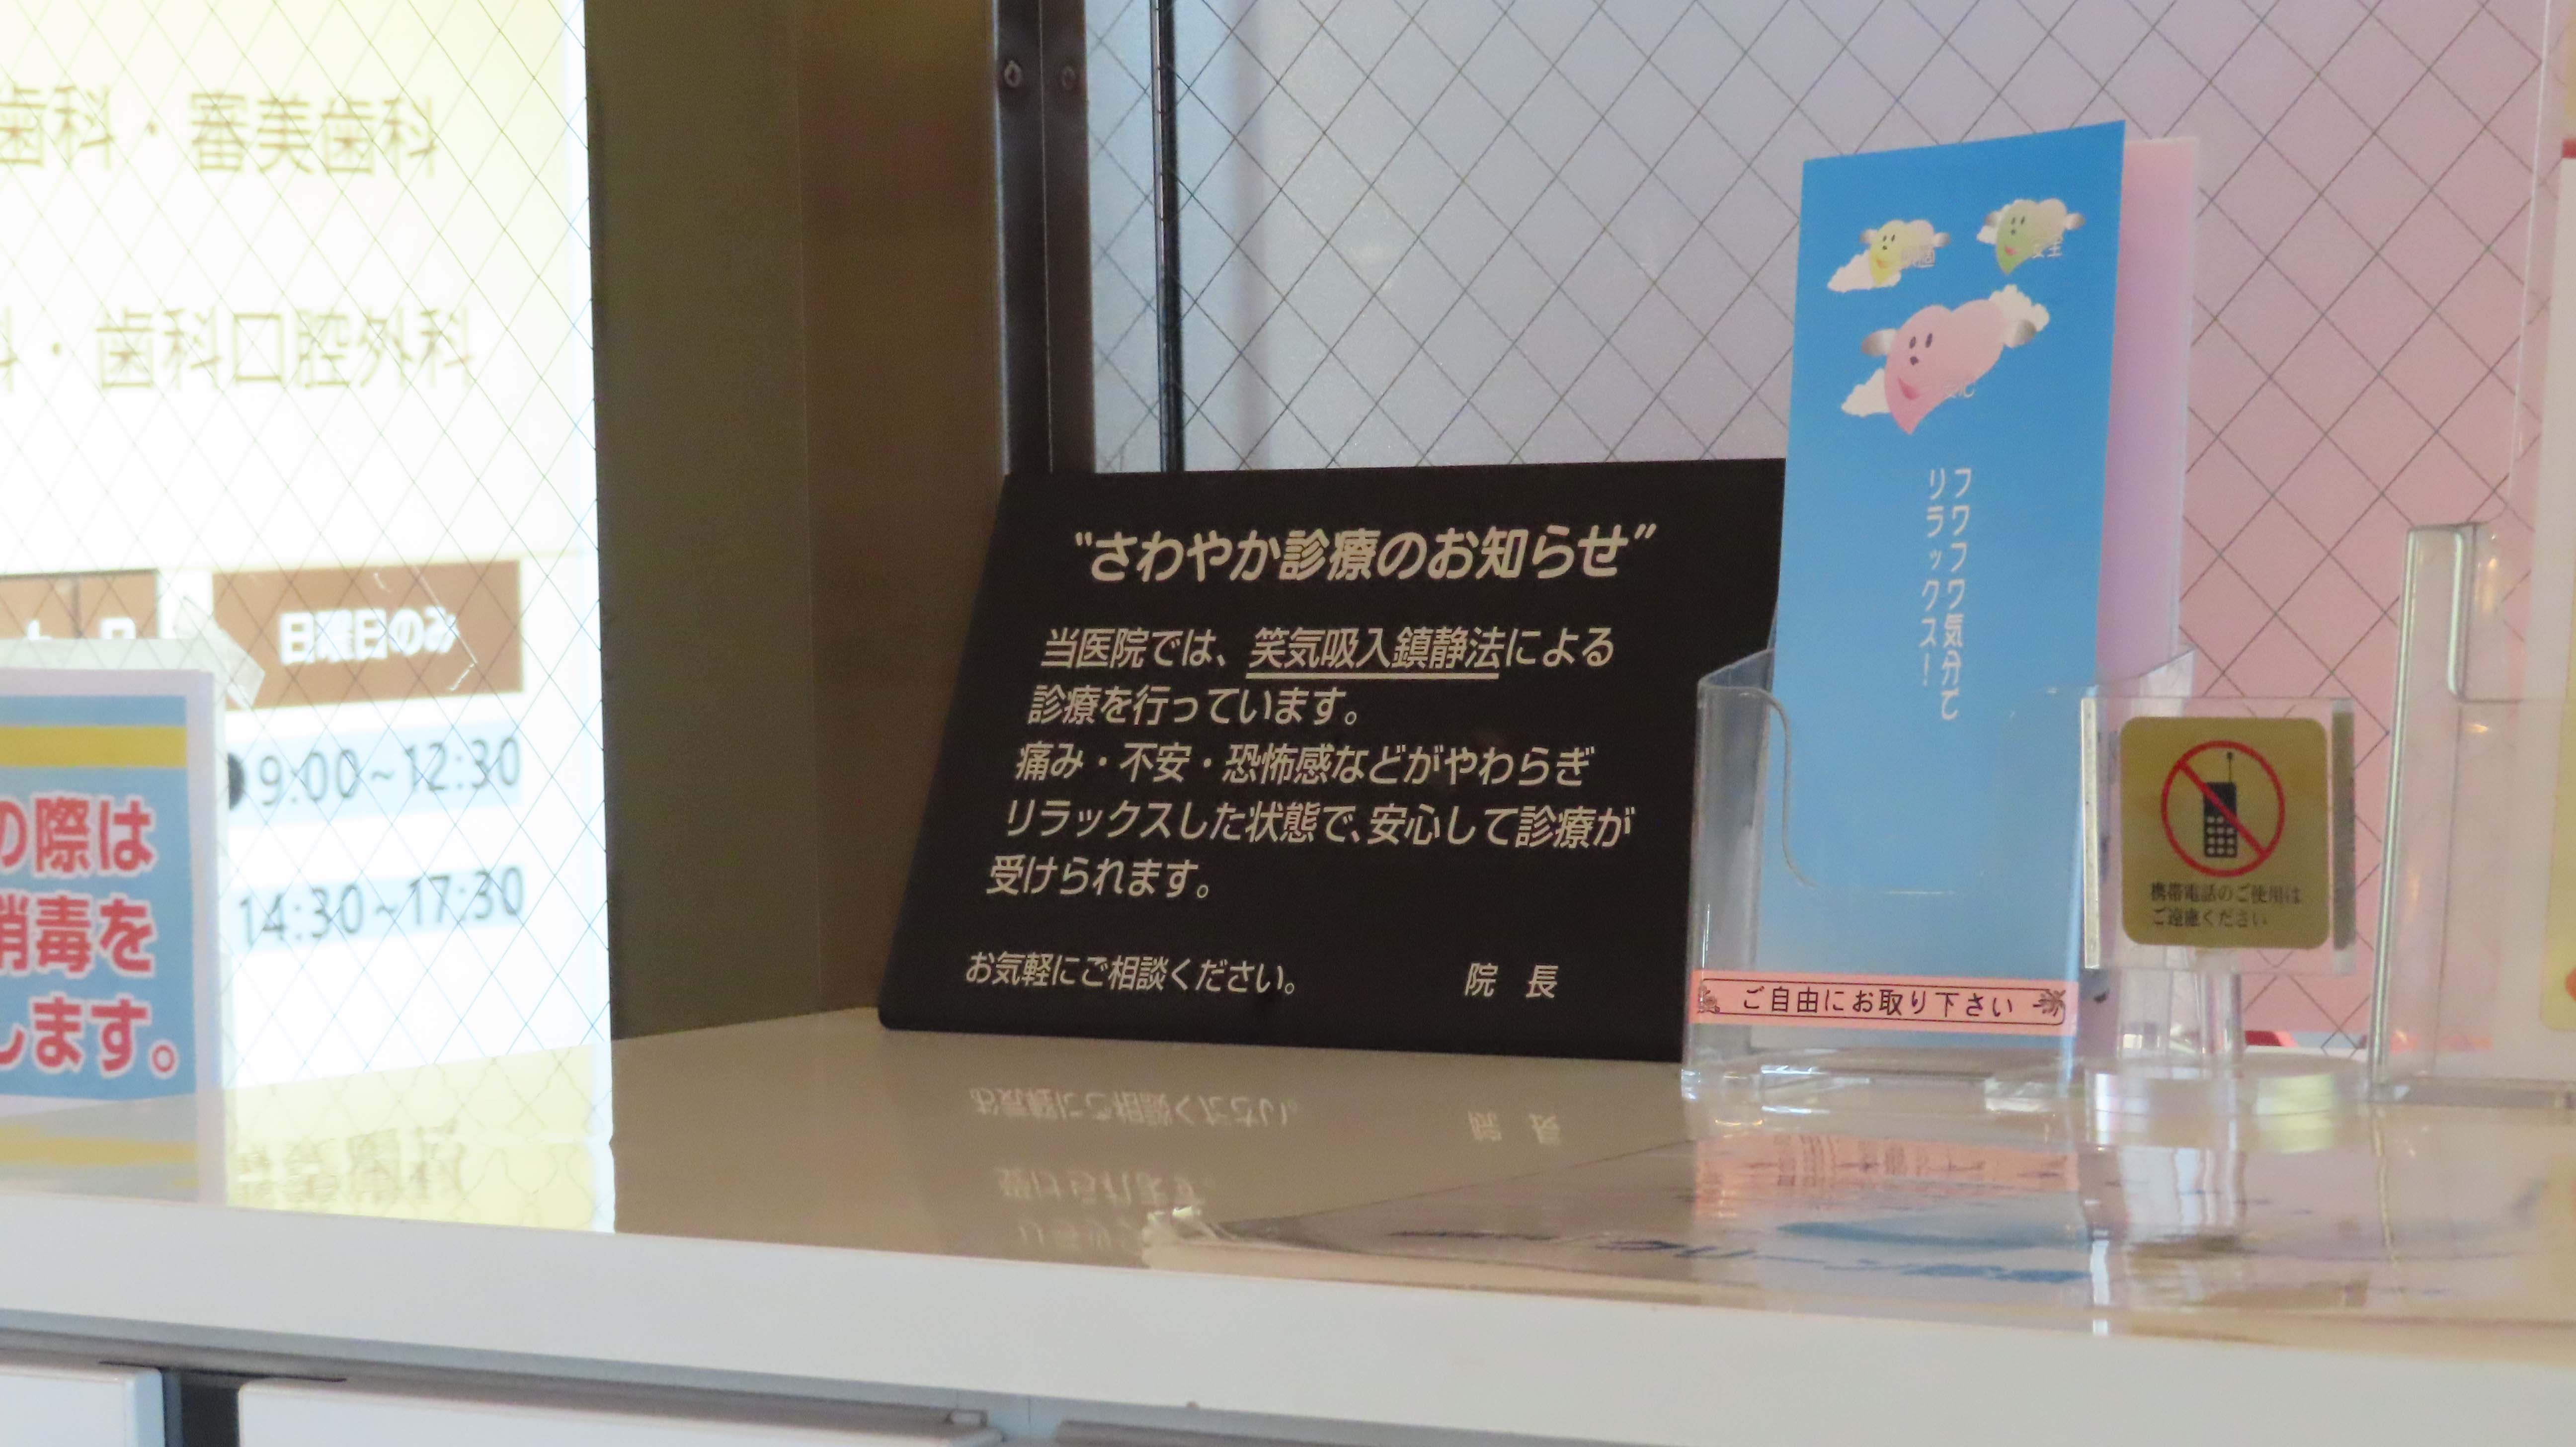 歯科・審美歯科
科・歯科口腔外科
日曜日のみ
9:00~12:30
14:30~17:30
の際は
消毒を
します。
“さわやか診療のお知らせ”
当医院では、笑気吸入鎮静法による
診療を行っています。
痛み・不安・恐怖感などがやわらぎ
リラックスした状態で、安心して診療が
受けられます。
お気軽にご相談ください。 院 長
安全
フワフワ気分で
リラックス！
ご自由にお取り下さい
携帯電話のご使用は
ご遠慮ください